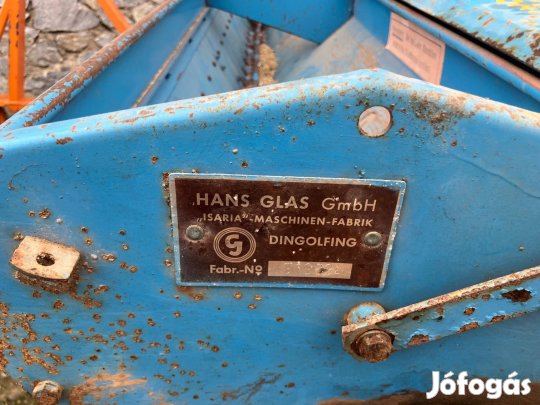 HANS GLAS GmbH
„ISARIA"-MASCHINEN-FABRIK
G DINGOLFING
Fabr.-No
Jófogás